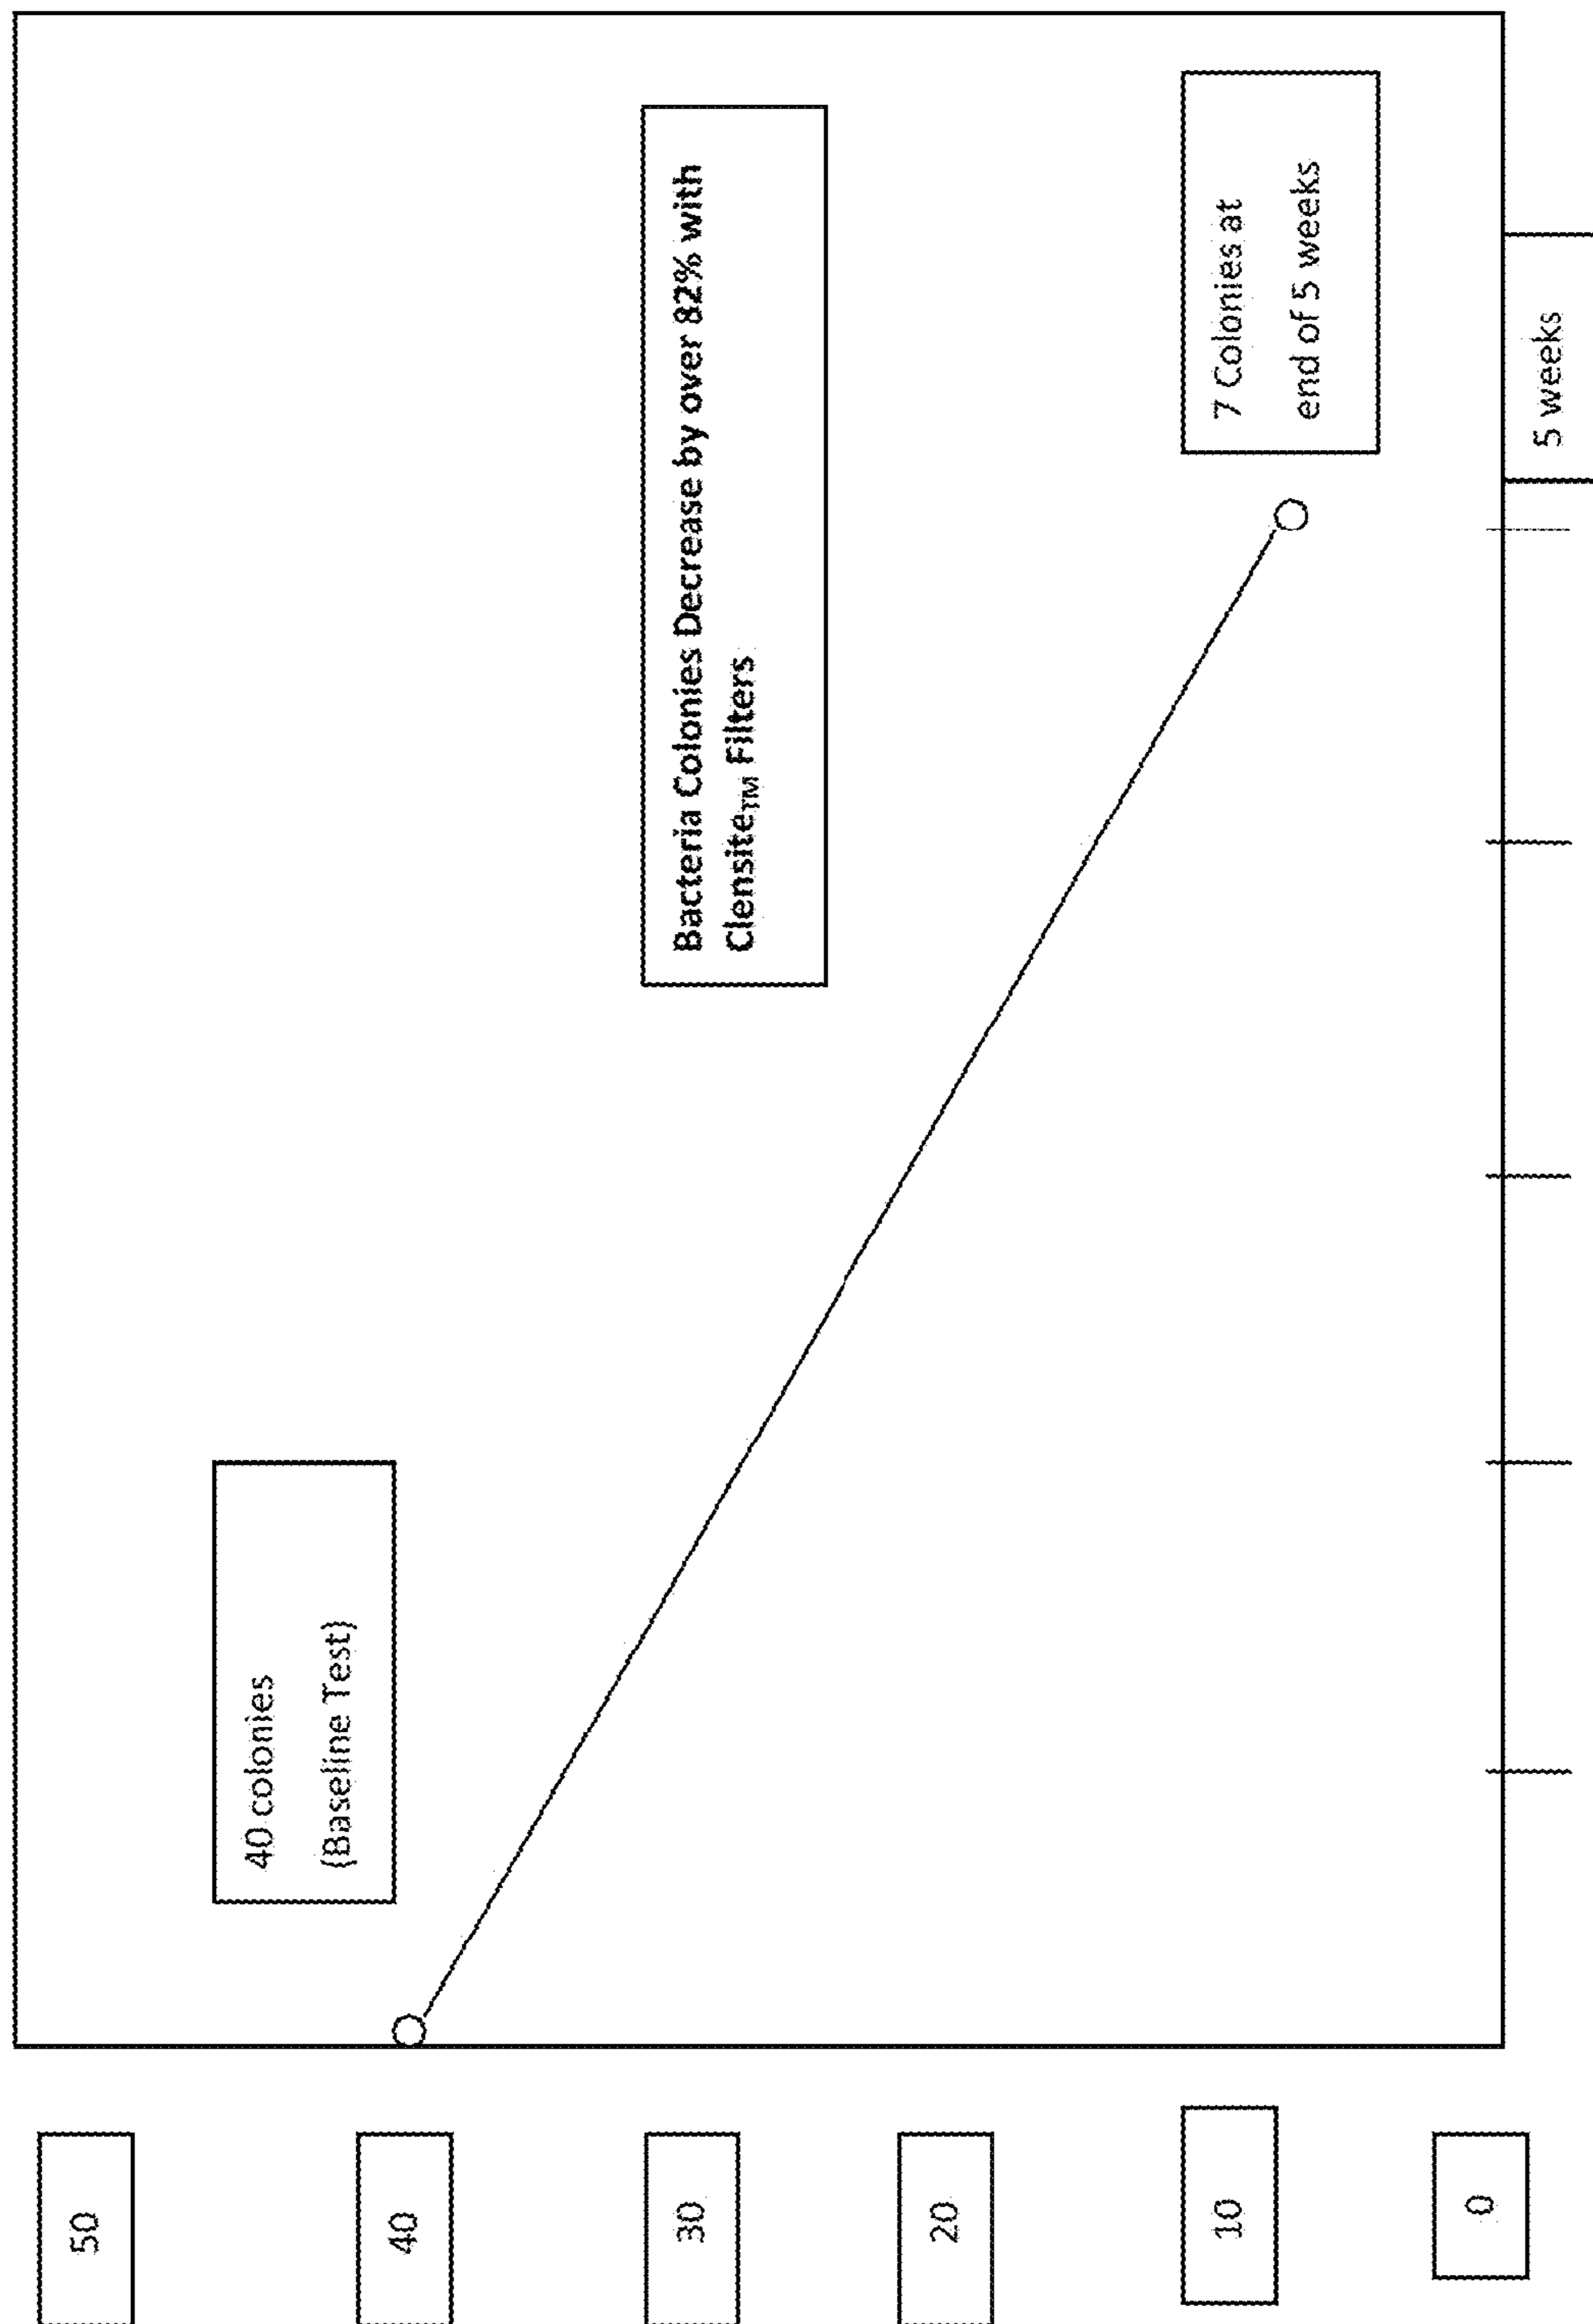 50
40
30
20
10
0
40 colonies
(Baseline Test)
Bacteria Colonies Decrease by over 82% with
Clensite™ Filters
7 Colonies at
end of 5 weeks
5 weeks